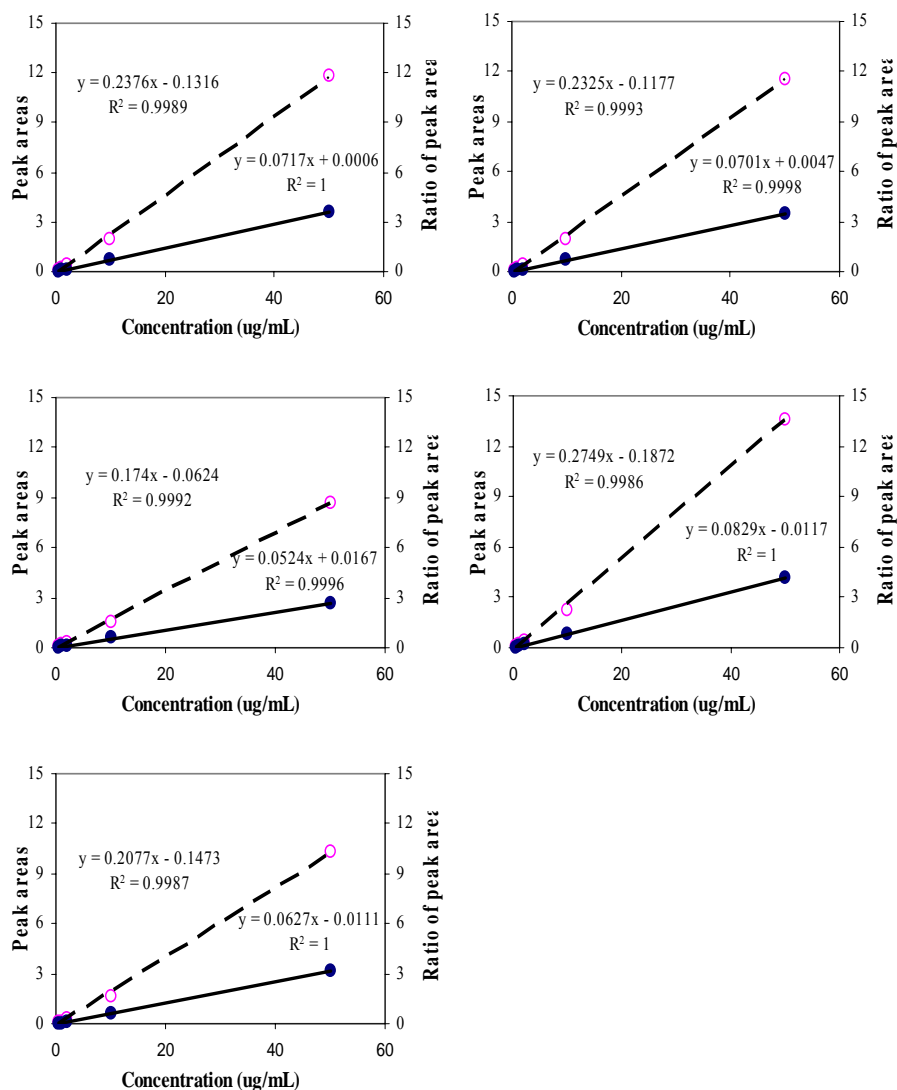 15
12
9
6
3
0
Peak areas
y = 0.2376x - 0.1316
R² = 0.9989
y = 0.0717x + 0.0006
R² = 1
15
12
9
6
3
0
Ratio of peak area
0 20 40 60
Concentration (ug/mL)
15
12
9
6
3
0
Peak areas
y = 0.2325x - 0.1177
R² = 0.9993
y = 0.0701x + 0.0047
R² = 0.9998
15
12
9
6
3
0
Ratio of peak areas
0 20 40 60
Concentration (ug/mL)
15
12
9
6
3
0
Peak areas
y = 0.174x - 0.0624
R² = 0.9992
y = 0.0524x + 0.0167
R² = 0.9996
15
12
9
6
3
0
Ratio of peak areas
0 20 40 60
Concentration (ug/mL)
15
12
9
6
3
0
Peak areas
y = 0.2749x - 0.1872
R² = 0.9986
y = 0.0829x - 0.0117
R² = 1
15
12
9
6
3
0
Ratio of peak areas
0 20 40 60
Concentration (ug/mL)
15
12
9
6
3
0
Peak areas
y = 0.2077x - 0.1473
R² = 0.9987
y = 0.0627x - 0.0111
R² = 1
15
12
9
6
3
0
Ratio of peak areas
0 20 40 60
Concentration (ug/mL)